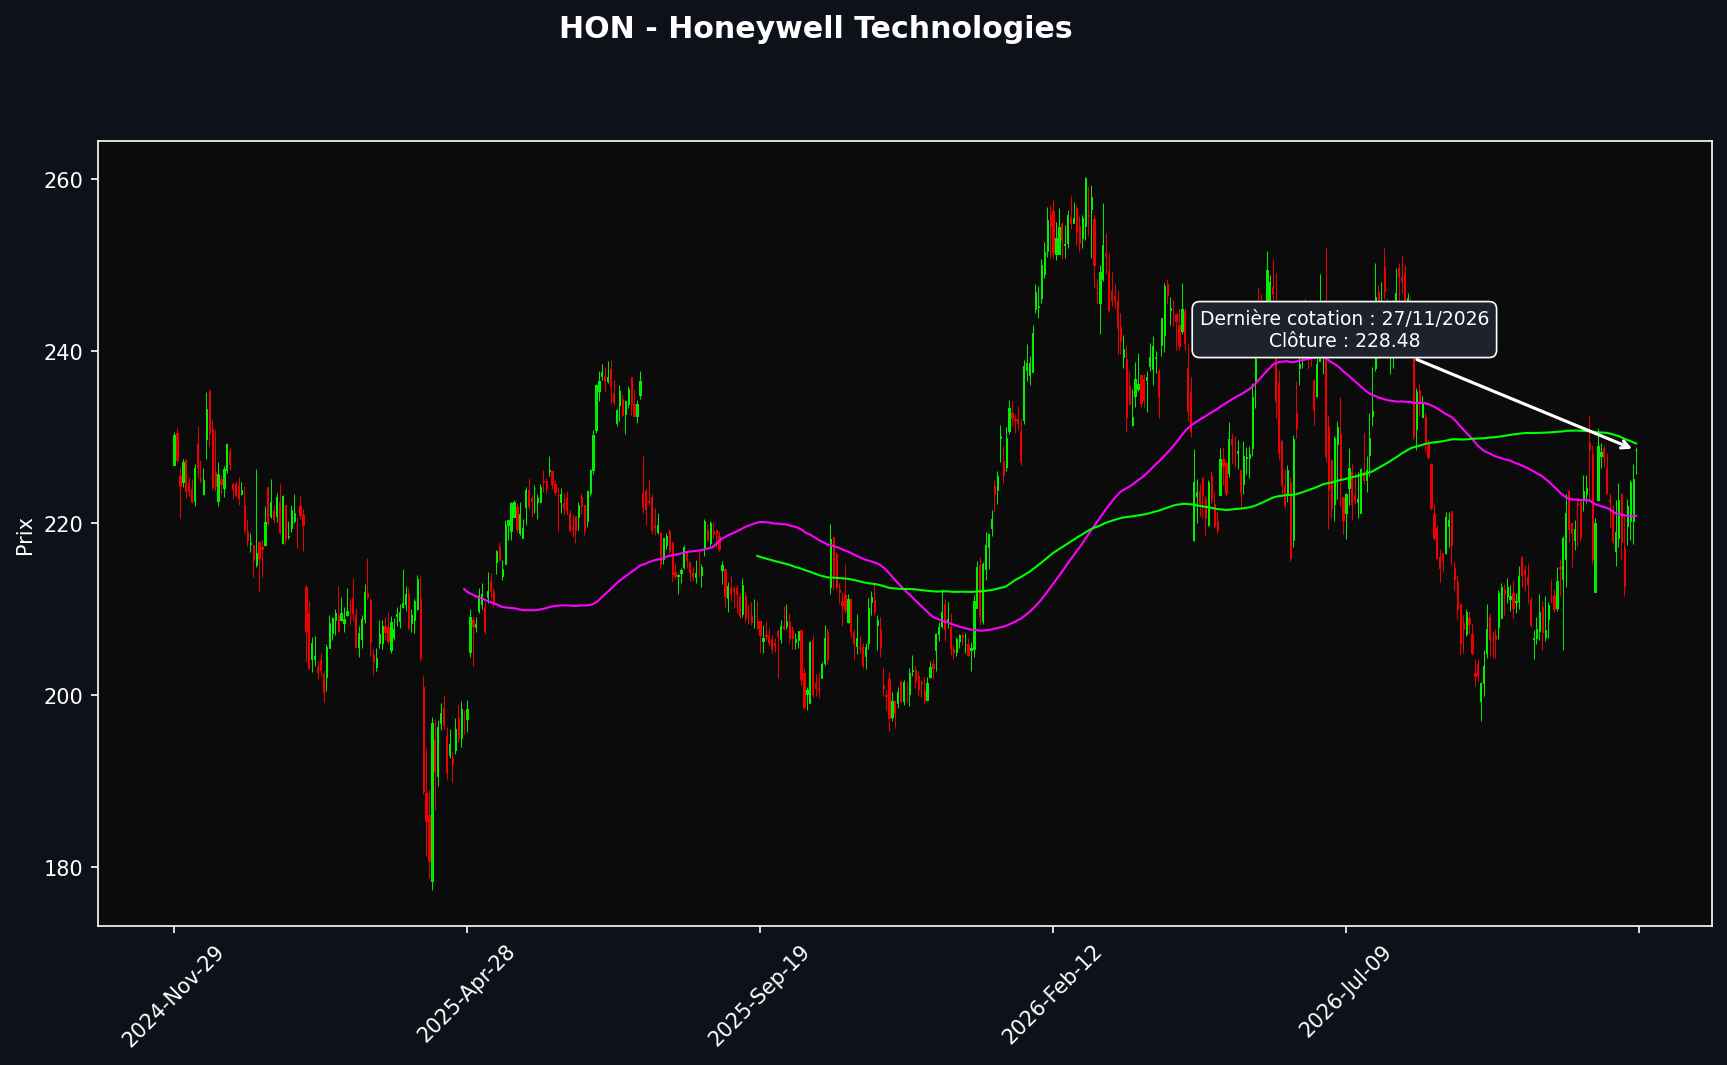 HON - Honeywell Technologies
260
240
220
200
180
Prix
Dernière cotation : 27/11/2026
Clôture : 228.48
2024-Nov-29
2025-Apr-28
2025-Sep-19
2026-Feb-12
2026-Jul-09